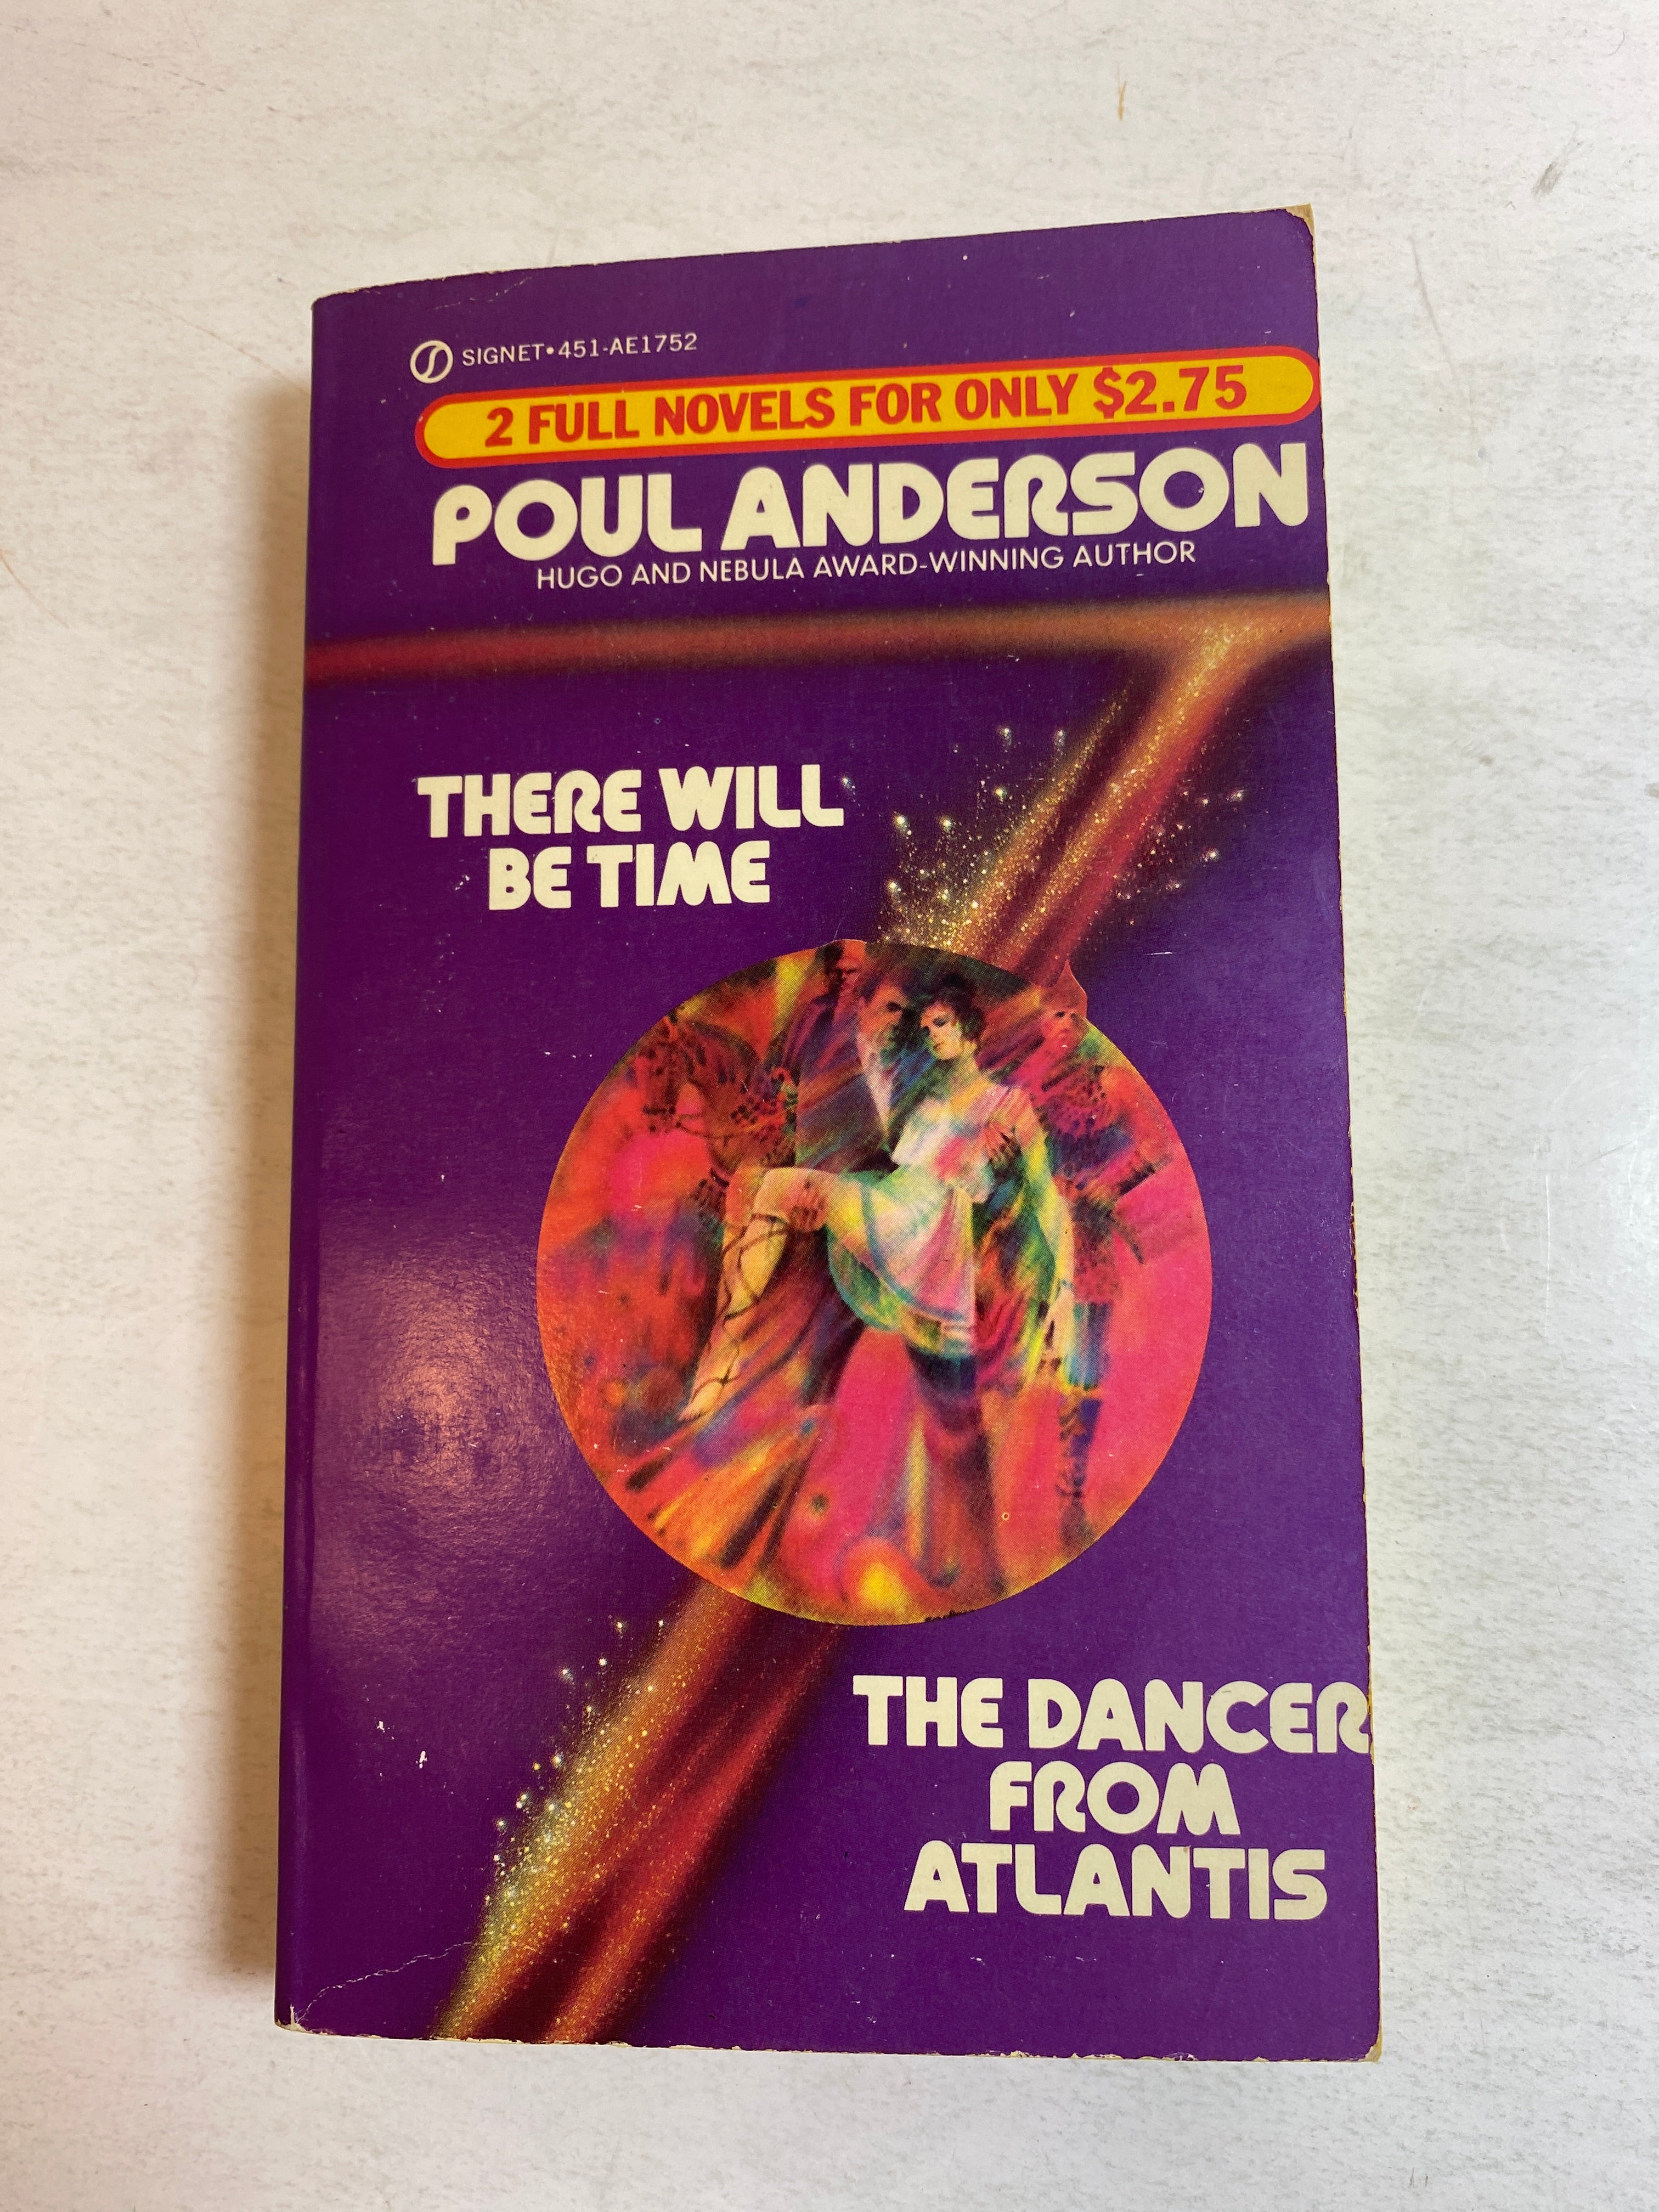 SIGNET•451-AE1752
2 FULL NOVELS FOR ONLY $2.75
POUL ANDERSON
HUGO AND NEBULA AWARD-WINNING AUTHOR
THERE WILL
BE TIME
THE DANCER
FROM
ATLANTIS